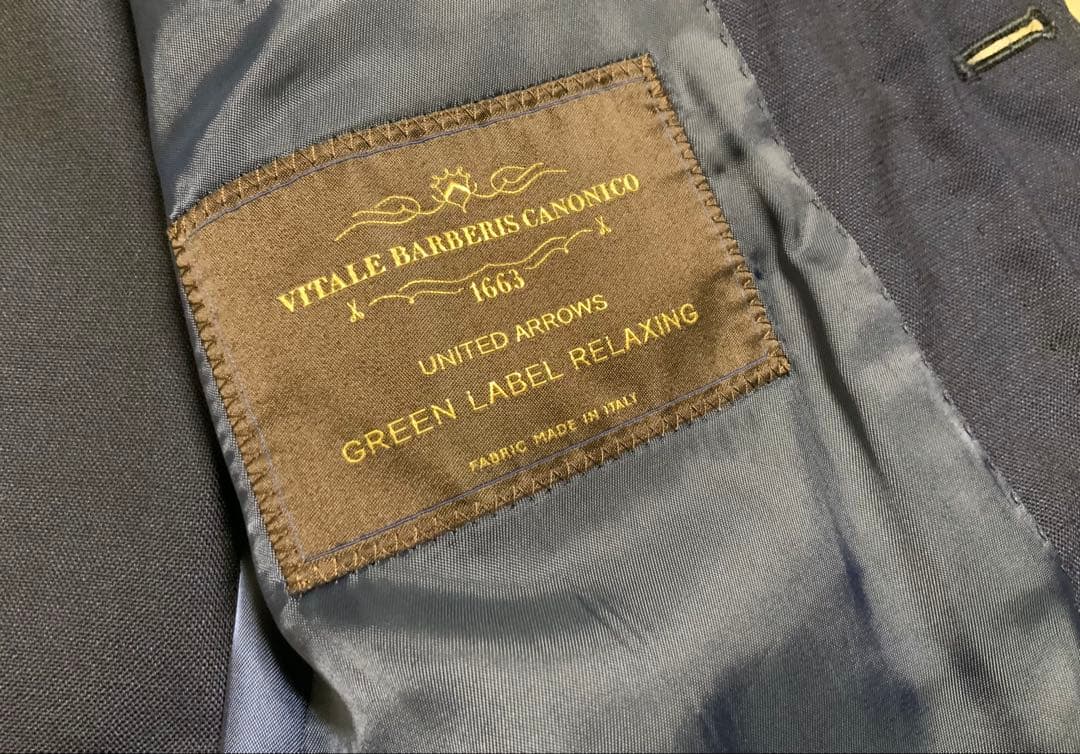 VITALE BARBERIS CANONICO
1663
UNITED ARROWS
GREEN LABEL RELAXING
FABRIC MADE IN ITALY